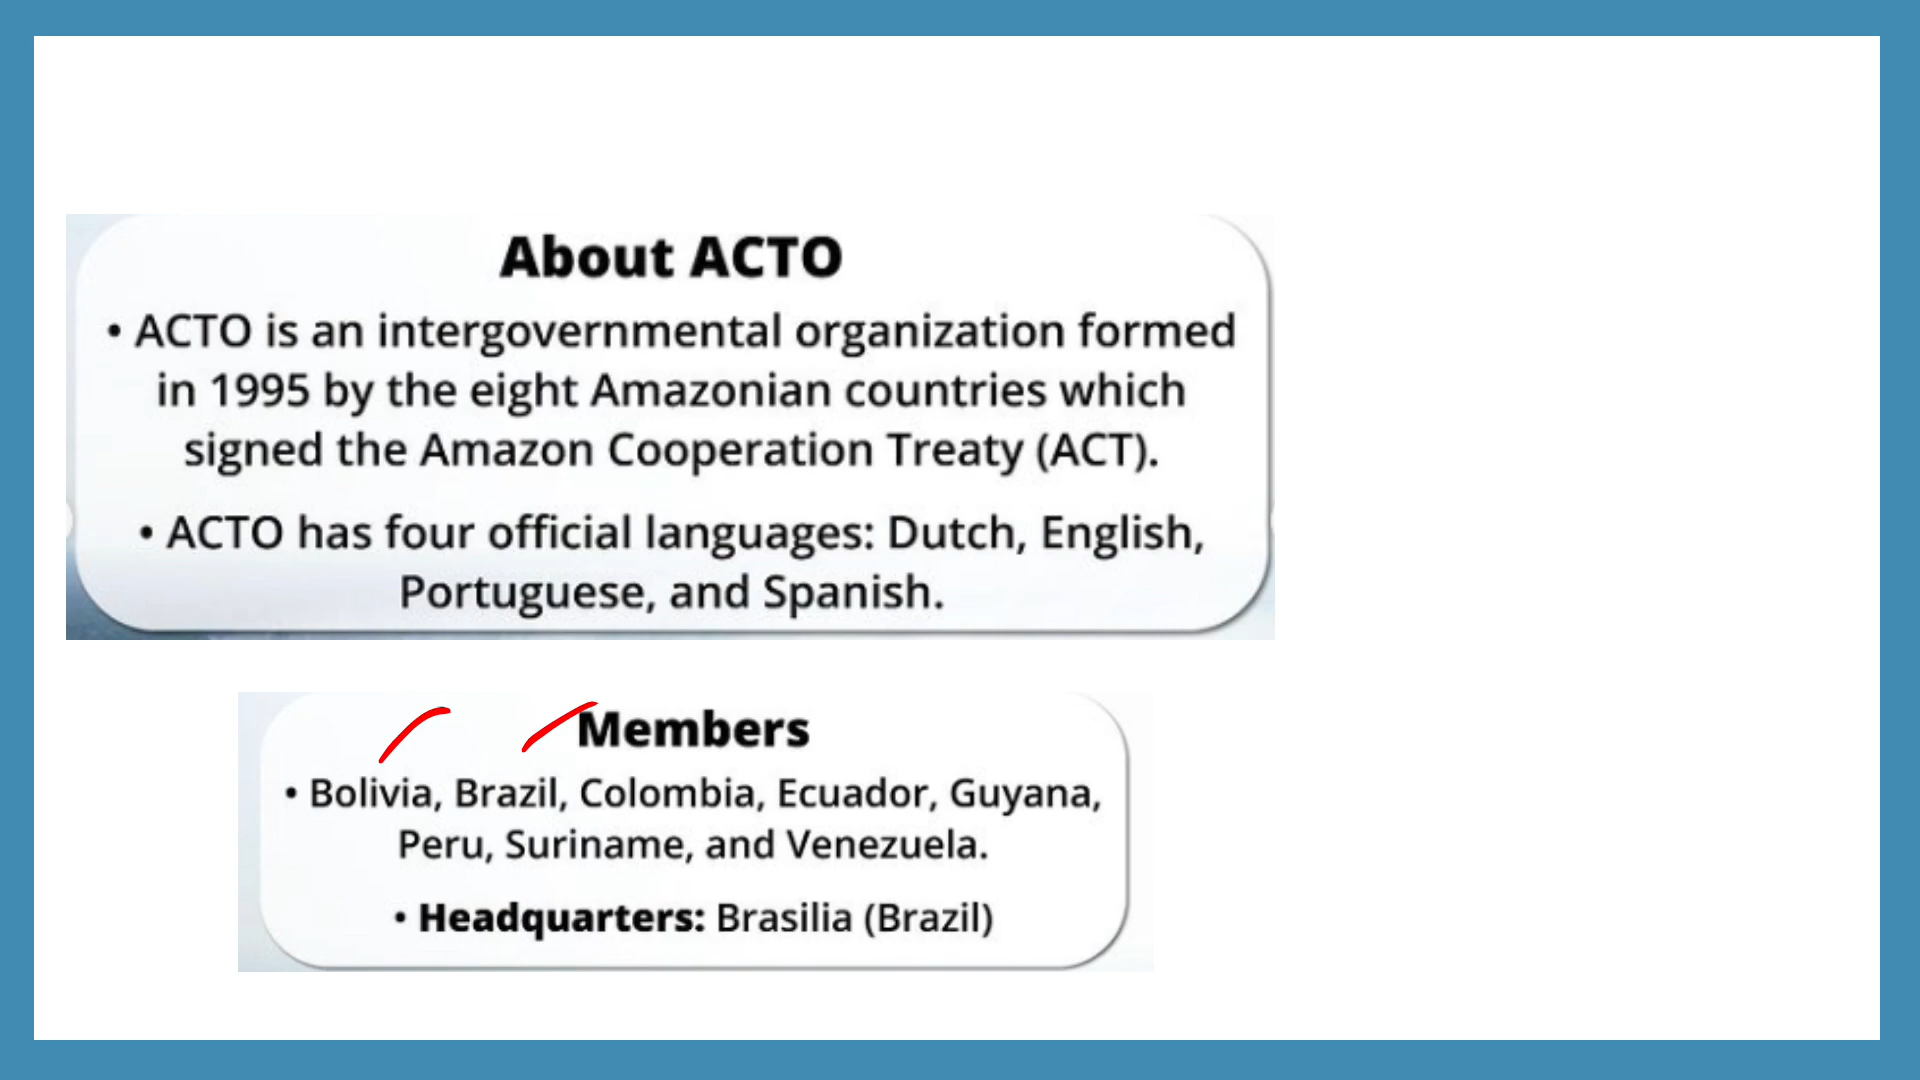 About ACTO
• ACTO is an intergovernmental organization formed
in 1995 by the eight Amazonian countries which
signed the Amazon Cooperation Treaty (ACT).
• ACTO has four official languages: Dutch, English,
Portuguese, and Spanish.
Members
• Bolivia, Brazil, Colombia, Ecuador, Guyana,
Peru, Suriname, and Venezuela.
• Headquarters: Brasilia (Brazil)